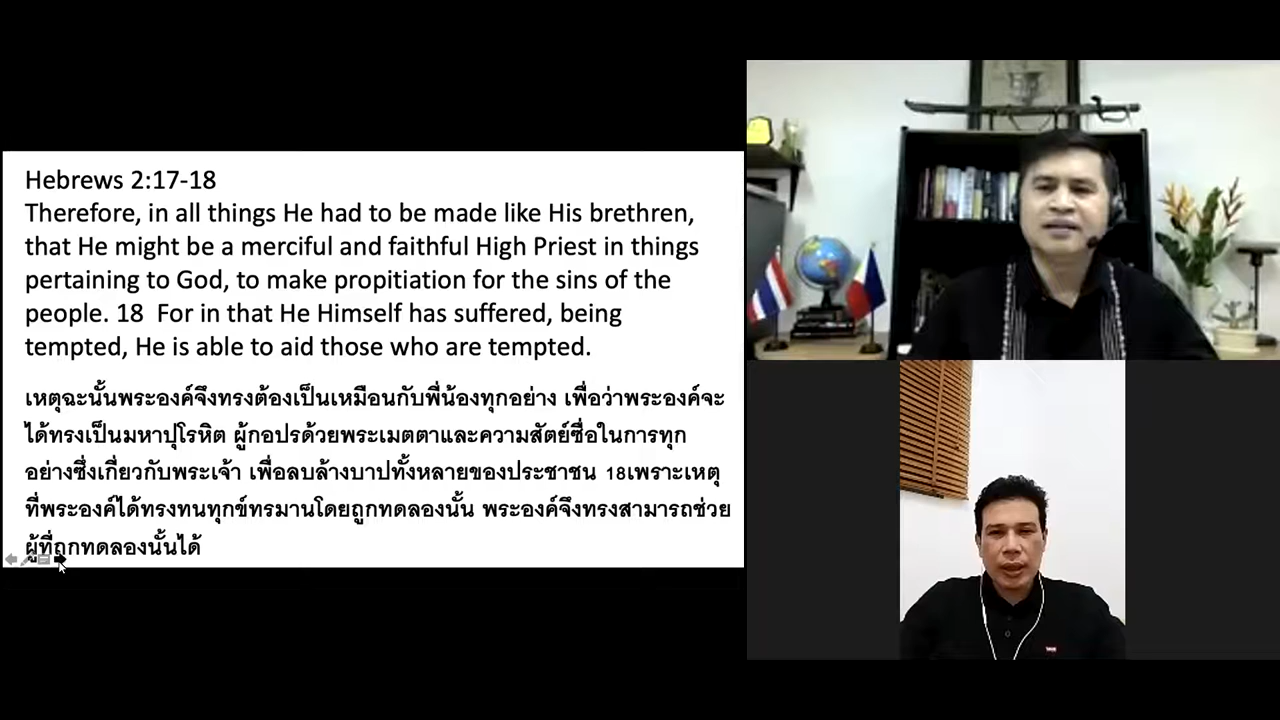 Hebrews 2:17-18
Therefore, in all things He had to be made like His brethren,
that He might be a merciful and faithful High Priest in things
pertaining to God, to make propitiation for the sins of the
people. 18  For in that He Himself has suffered, being
tempted, He is able to aid those who are tempted.
เหตุฉะนั้นพระองค์จึงทรงต้องเป็นเหมือนกับพี่น้องทุกอย่าง เพื่อว่าพระองค์จะ
ได้ทรงเป็นมหาปุโรหิต ผู้กอปรด้วยพระเมตตาและความสัตย์ซื่อในการทุก
อย่างซึ่งเกี่ยวกับพระเจ้า เพื่อลบล้างบาปทั้งหลายของประชาชน 18เพราะเหตุ
ที่พระองค์ได้ทรงทนทุกข์ทรมานโดยถูกทดลองนั้น พระองค์จึงทรงสามารถช่วย
ผู้ที่ถูกทดลองนั้นได้